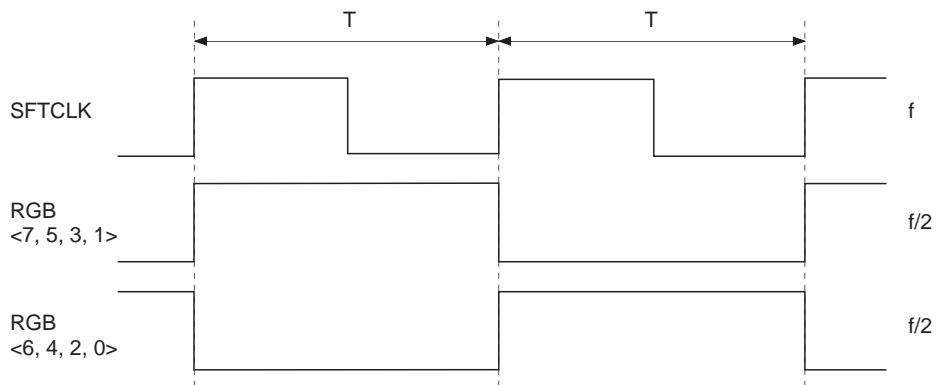 T T
SFTCLK f
RGB
<7, 5, 3, 1> f/2
RGB
<6, 4, 2, 0> f/2